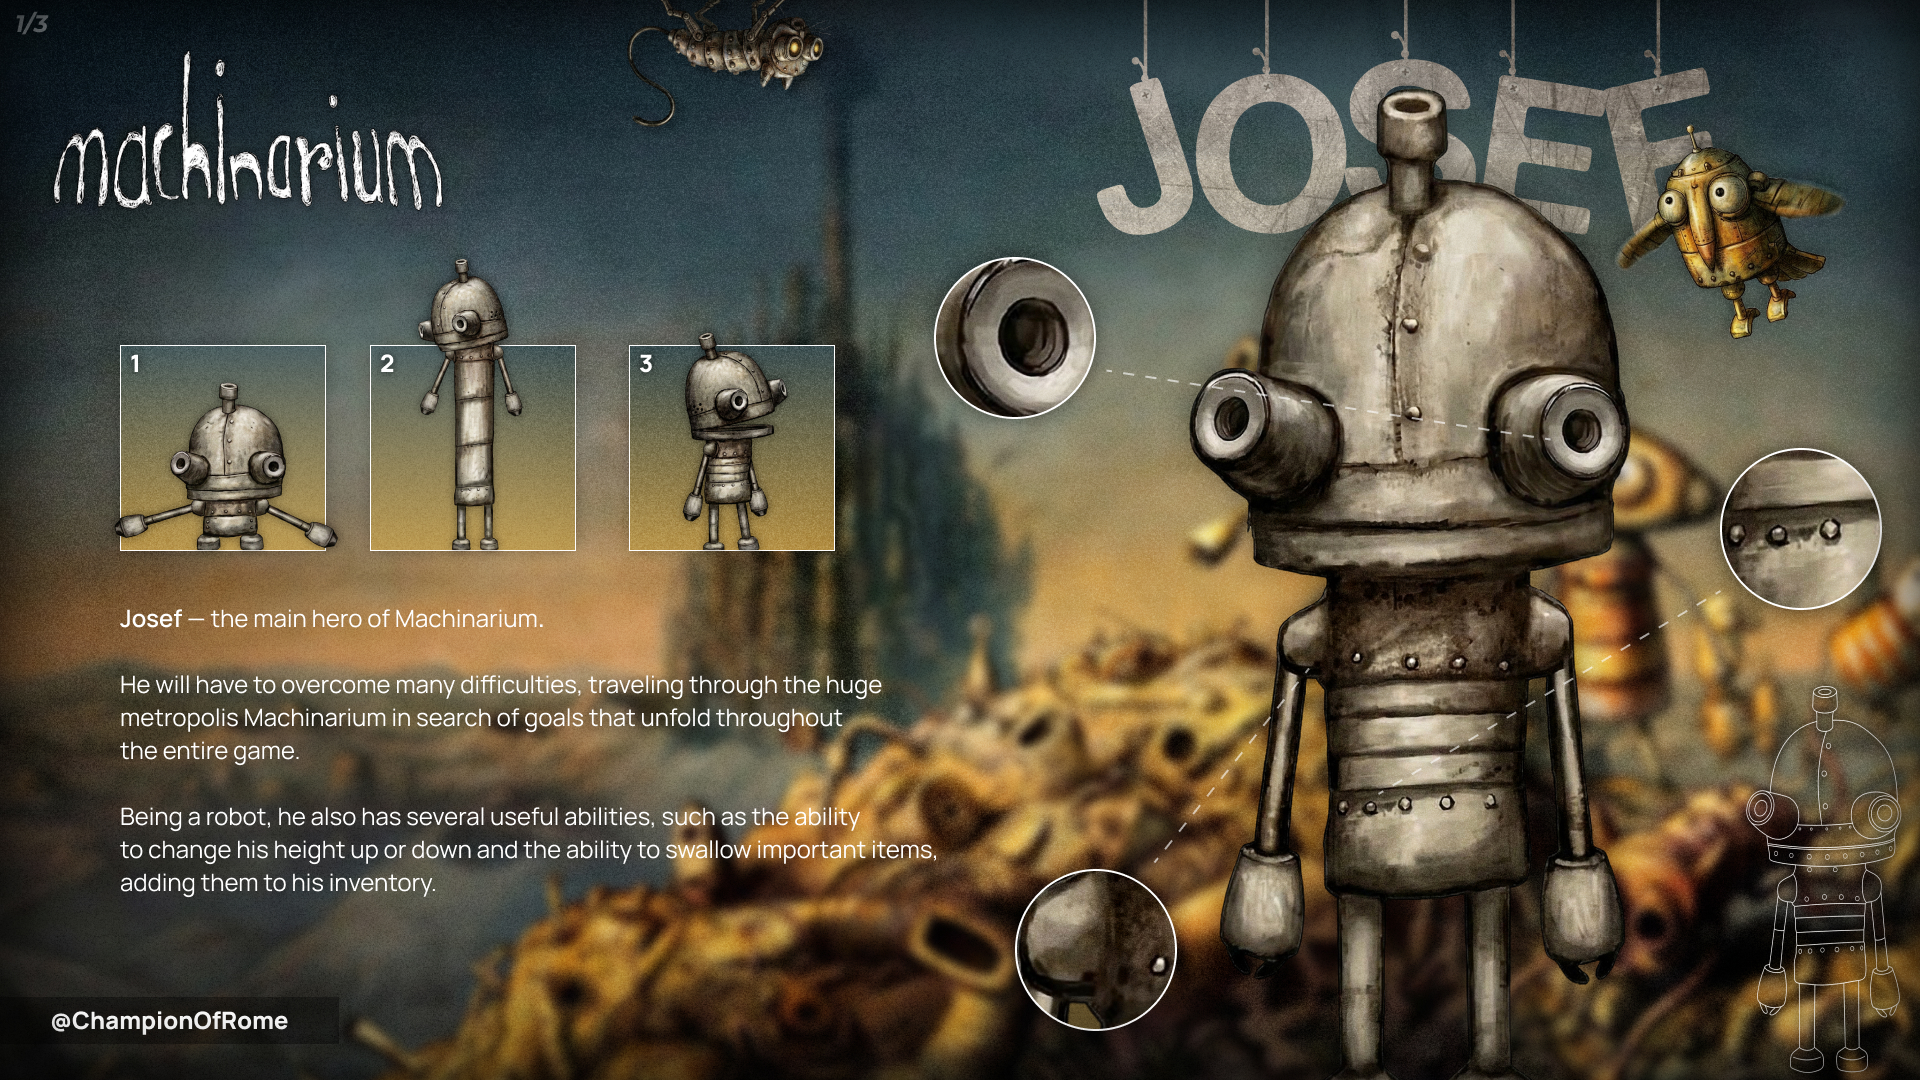 1/3
machinarium
JOSEF
1
2
3
Josef — the main hero of Machinarium.
He will have to overcome many difficulties, traveling through the huge
metropolis Machinarium in search of goals that unfold throughout
the entire game.
Being a robot, he also has several useful abilities, such as the ability
to change his height up or down and the ability to swallow important items,
adding them to his inventory.
@ChampionOfRome